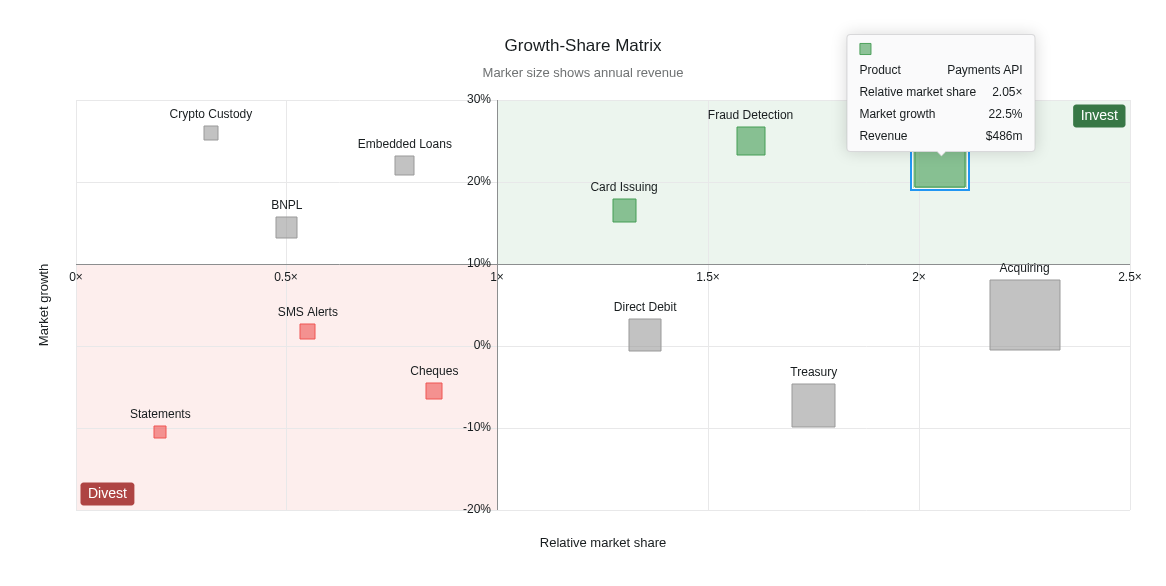 Growth-Share Matrix
Marker size shows annual revenue
Product Payments API
Relative market share 2.05×
Market growth 22.5%
Revenue $486m
30%
Invest
Crypto Custody
Fraud Detection
Embedded Loans
20%
Card Issuing
BNPL
10%
Acquiring
0×
0.5×
1×
1.5×
2×
2.5×
Market growth
Direct Debit
SMS Alerts
0%
Cheques
Treasury
Statements
-10%
Divest
-20%
Relative market share